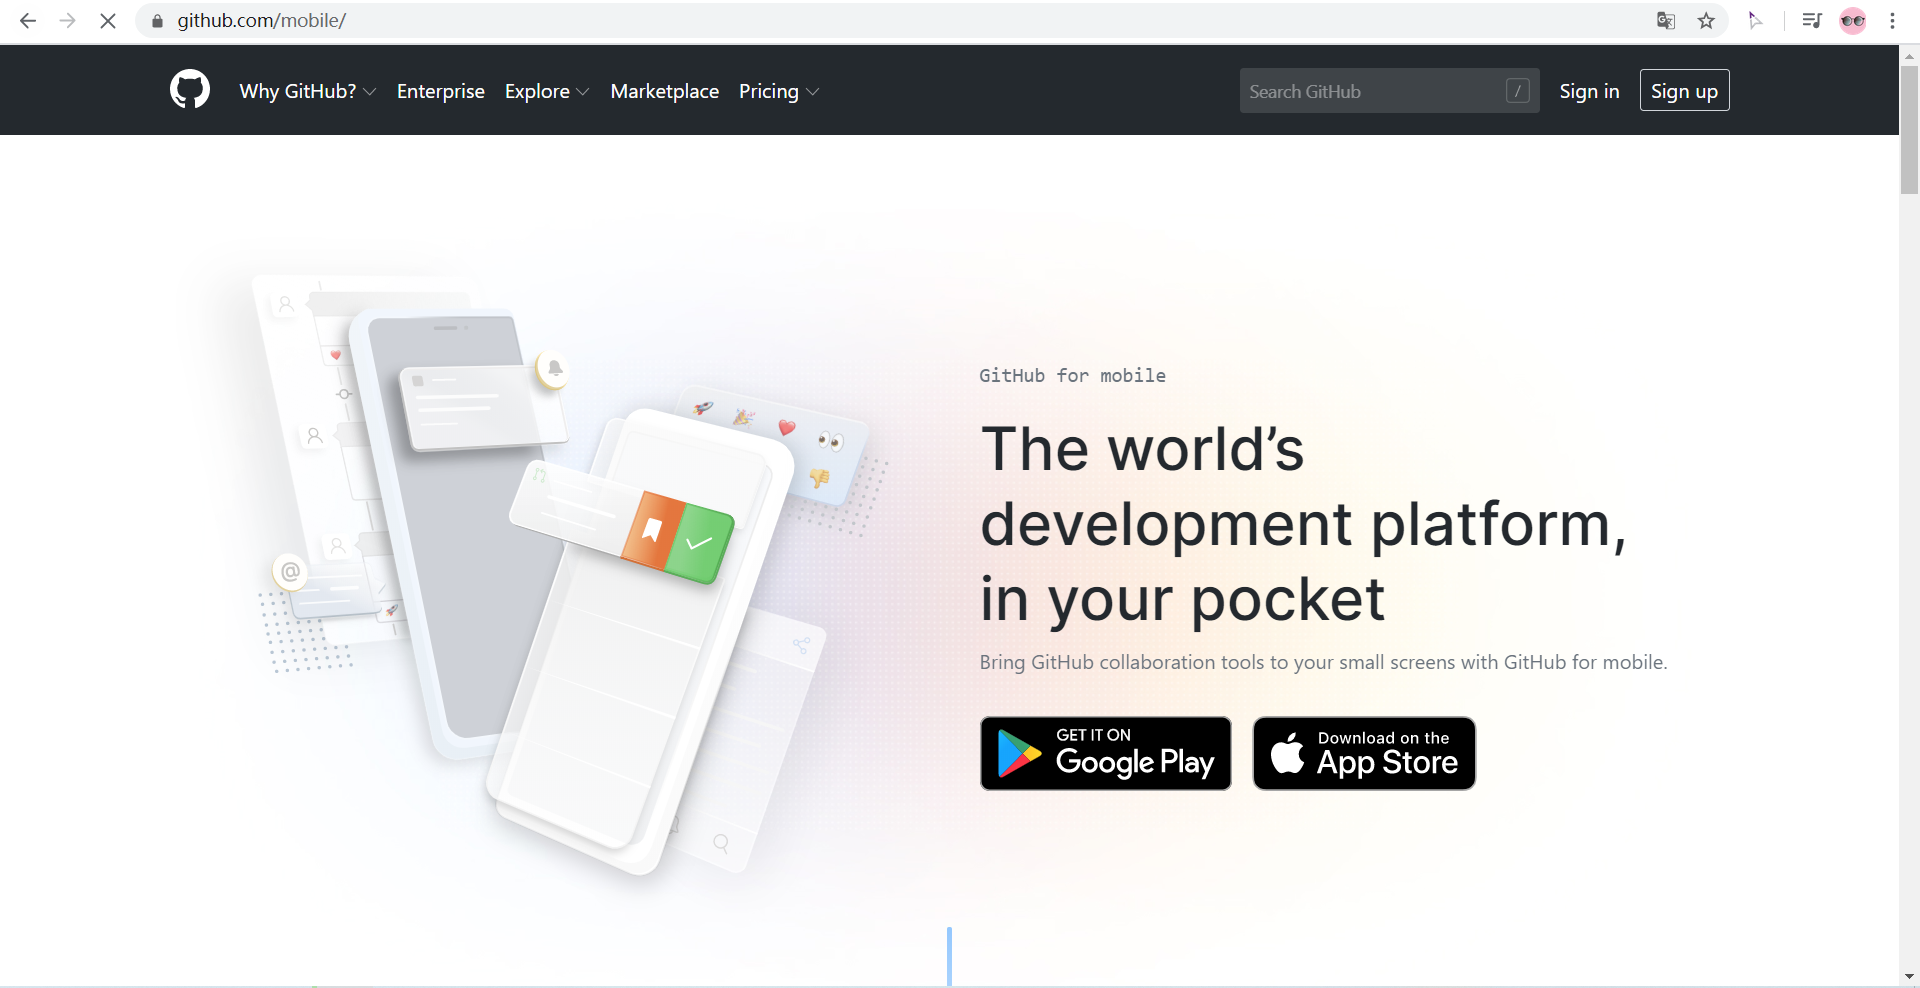 github.com/mobile/
Why GitHub? Enterprise Explore Marketplace Pricing Search GitHub / Sign in Sign up
GitHub for mobile
The world’s
development platform,
in your pocket
Bring GitHub collaboration tools to your small screens with GitHub for mobile.
GET IT ON
Google Play
Download on the
App Store
@